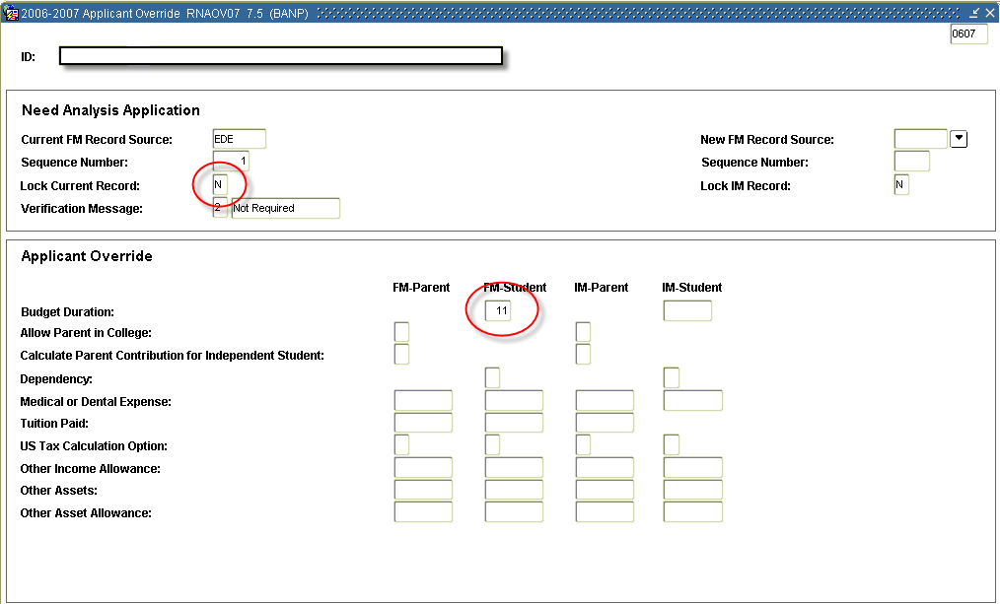 2006-2007 Applicant Override RNAOV07 7.5 (BANP)
0607
ID:
Need Analysis Application
Current FM Record Source: EDE New FM Record Source:
Sequence Number: 1 Sequence Number:
Lock Current Record: N Lock IM Record: N
Verification Message: 2 Not Required
Applicant Override
FM-Parent FM-Student IM-Parent IM-Student
Budget Duration: 11
Allow Parent in College:
Calculate Parent Contribution for Independent Student:
Dependency:
Medical or Dental Expense:
Tuition Paid:
US Tax Calculation Option:
Other Income Allowance:
Other Assets:
Other Asset Allowance: